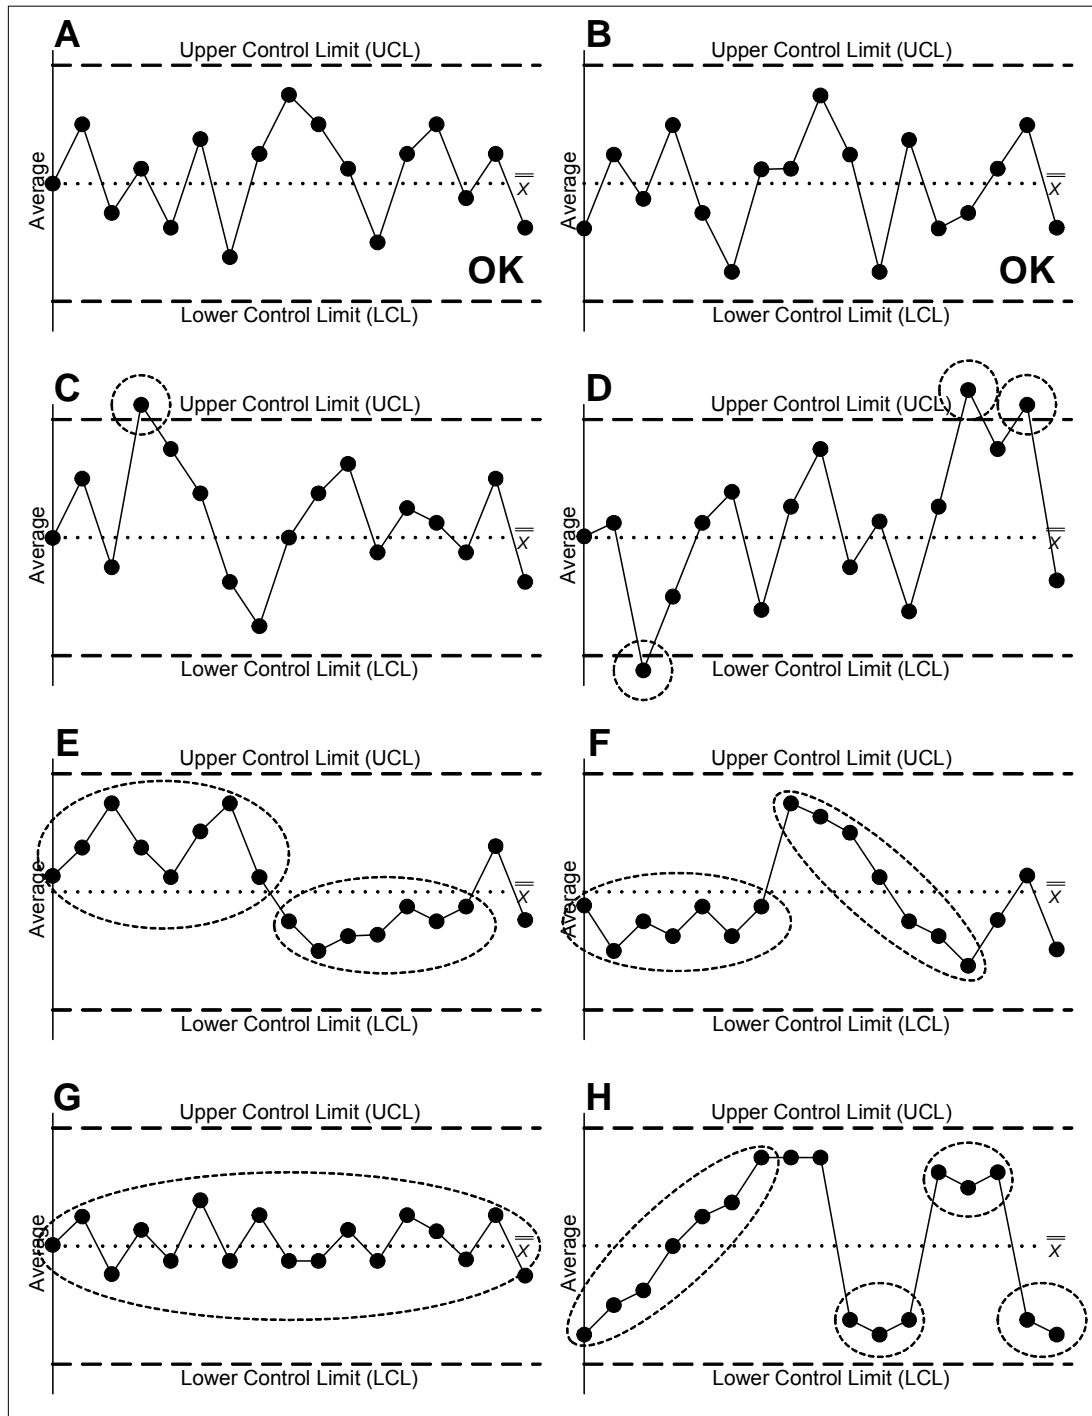 A
Upper Control Limit (UCL)
Average
x̿
OK
Lower Control Limit (LCL)
B
Upper Control Limit (UCL)
Average
x̿
OK
Lower Control Limit (LCL)
C
Upper Control Limit (UCL)
Average
x̿
Lower Control Limit (LCL)
D
Upper Control Limit (UCL)
Average
x̿
Lower Control Limit (LCL)
E
Upper Control Limit (UCL)
Average
x̿
Lower Control Limit (LCL)
F
Upper Control Limit (UCL)
Average
x̿
Lower Control Limit (LCL)
G
Upper Control Limit (UCL)
Average
x̿
Lower Control Limit (LCL)
H
Upper Control Limit (UCL)
Average
x̿
Lower Control Limit (LCL)